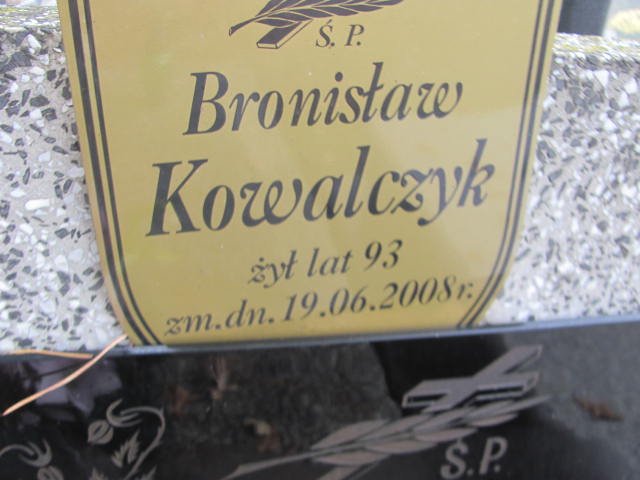 Ś. P.
Bronisław
Kowalczyk
żył lat 93
zm.dn. 19.06.2008r.
Ś.P.